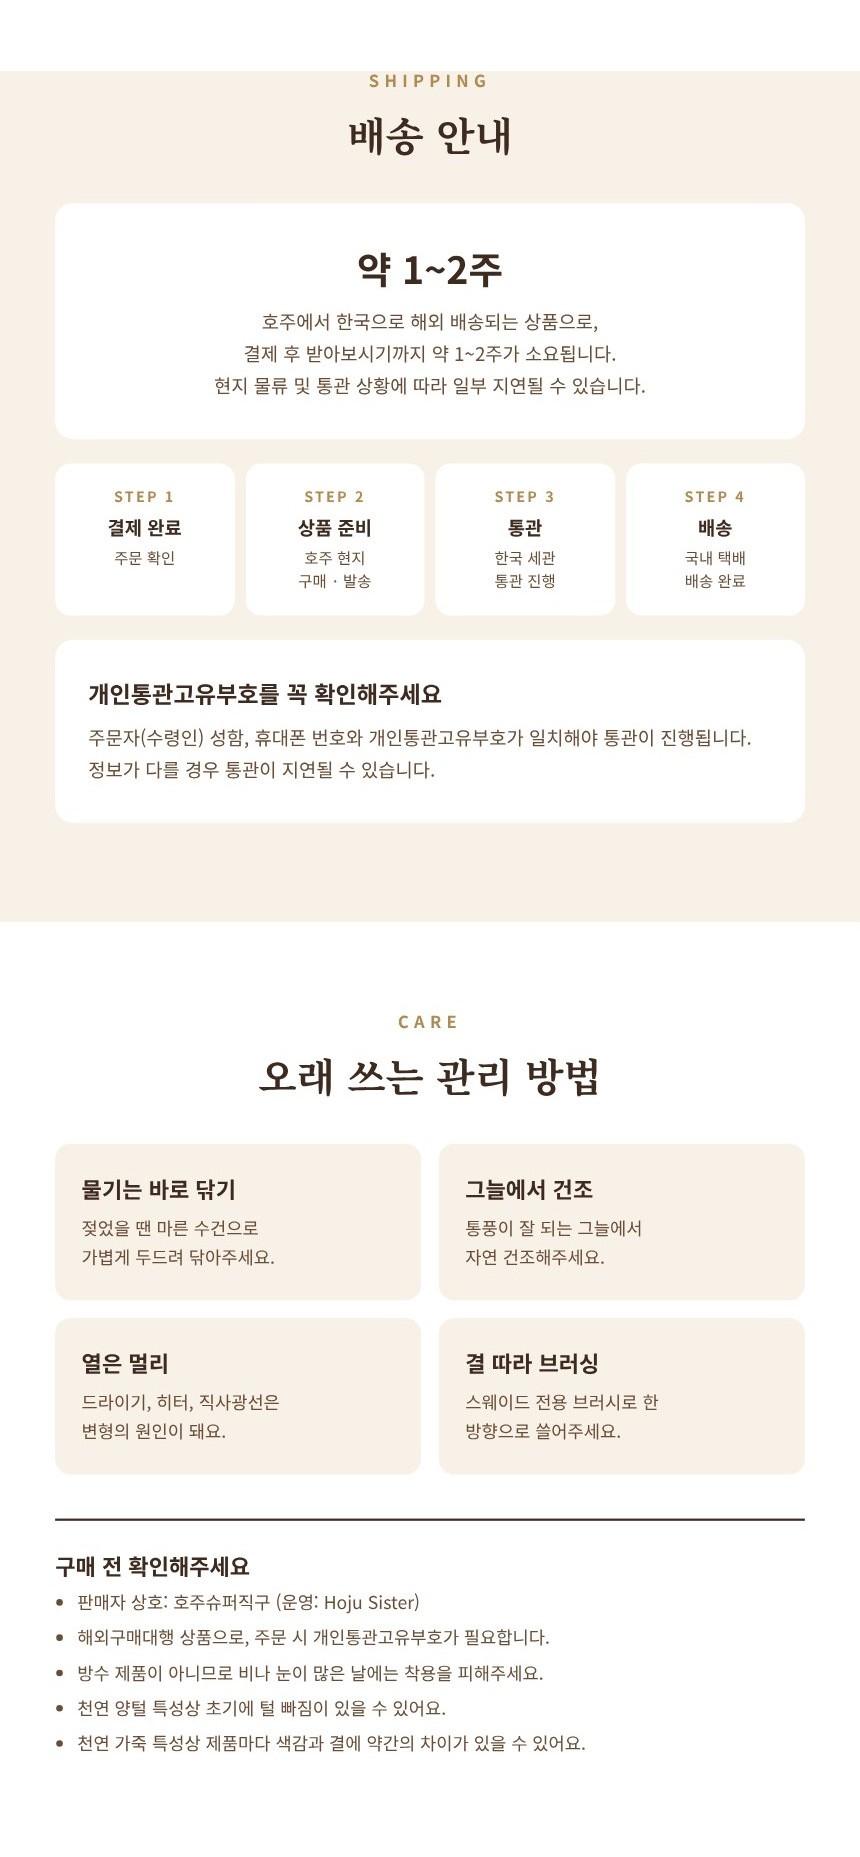 SHIPPING
배송 안내
약 1~2주
호주에서 한국으로 해외 배송되는 상품으로,
결제 후 받아보시기까지 약 1~2주가 소요됩니다.
현지 물류 및 통관 상황에 따라 일부 지연될 수 있습니다.
STEP 1
결제 완료
주문 확인
STEP 2
상품 준비
호주 현지
구매 · 발송
STEP 3
통관
한국 세관
통관 진행
STEP 4
배송
국내 택배
배송 완료
개인통관고유부호를 꼭 확인해주세요
주문자(수령인) 성함, 휴대폰 번호와 개인통관고유부호가 일치해야 통관이 진행됩니다.
정보가 다를 경우 통관이 지연될 수 있습니다.
CARE
오래 쓰는 관리 방법
물기는 바로 닦기
젖었을 땐 마른 수건으로
가볍게 두드려 닦아주세요.
그늘에서 건조
통풍이 잘 되는 그늘에서
자연 건조해주세요.
열은 멀리
드라이기, 히터, 직사광선은
변형의 원인이 돼요.
결 따라 브러싱
스웨이드 전용 브러시로 한
방향으로 쓸어주세요.
구매 전 확인해주세요
• 판매자 상호: 호주슈퍼직구 (운영: Hoju Sister)
• 해외구매대행 상품으로, 주문 시 개인통관고유부호가 필요합니다.
• 방수 제품이 아니므로 비나 눈이 많은 날에는 착용을 피해주세요.
• 천연 양털 특성상 초기에 털 빠짐이 있을 수 있어요.
• 천연 가죽 특성상 제품마다 색감과 결에 약간의 차이가 있을 수 있어요.